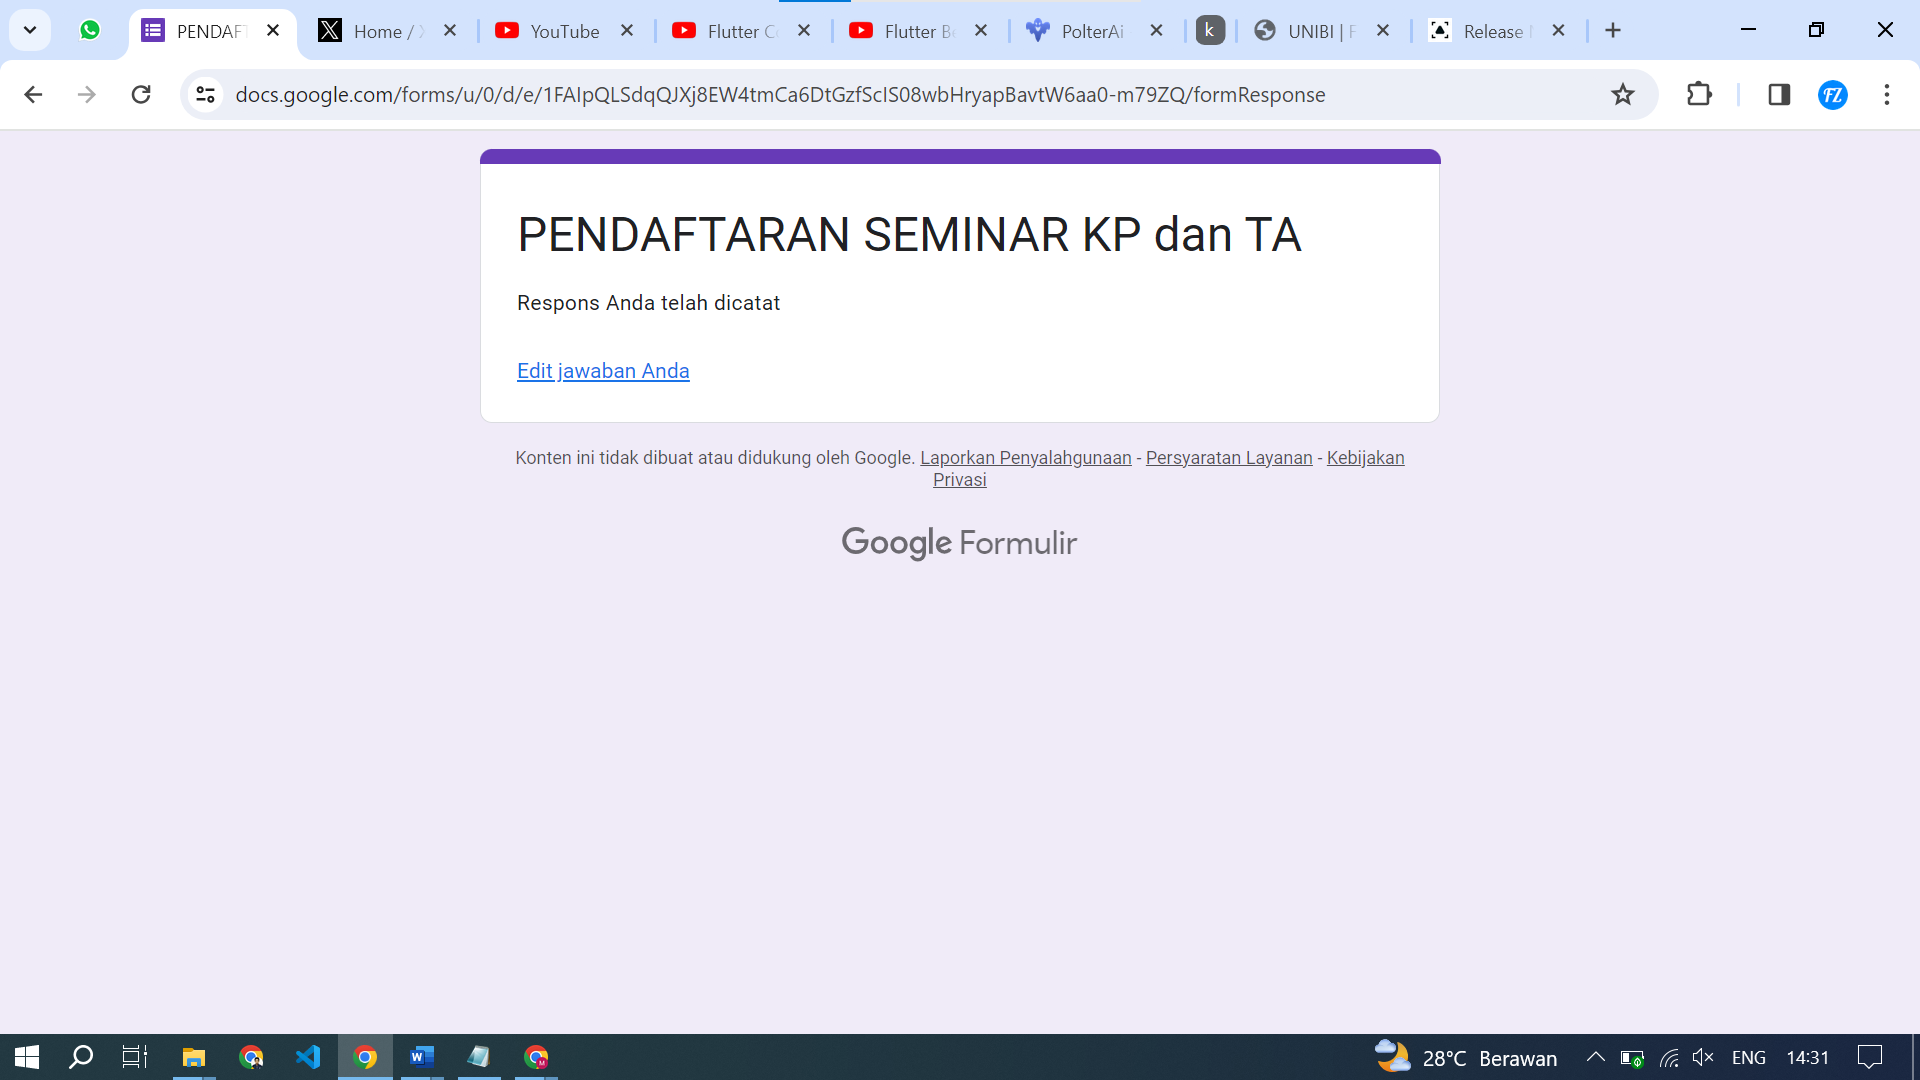 PENDAFT
Home / X
YouTube
Flutter Co
Flutter Be
PolterAi
k
UNIBI | F
Release
docs.google.com/forms/u/0/d/e/1FAIpQLSdqQJXj8EW4tmCa6DtGzfScIS08wbHryapBavtW6aa0-m79ZQ/formResponse
FZ
PENDAFTARAN SEMINAR KP dan TA
Respons Anda telah dicatat
Edit jawaban Anda
Konten ini tidak dibuat atau didukung oleh Google. Laporkan Penyalahgunaan - Persyaratan Layanan - Kebijakan
Privasi
Google Formulir
28°C Berawan
ENG
14:31